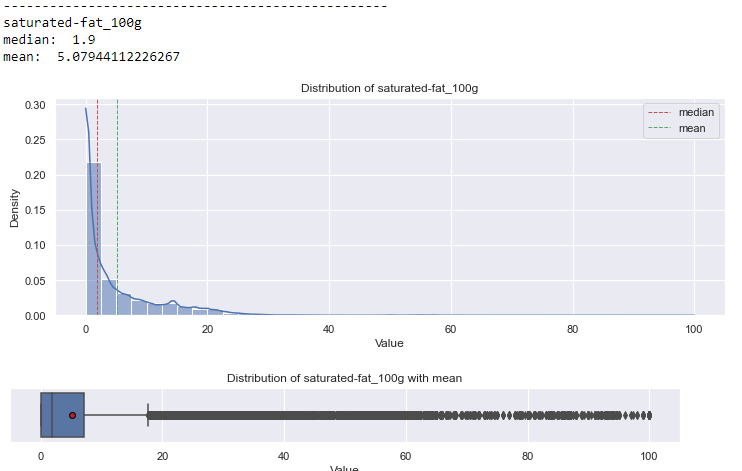 --------------------------------------------------
saturated-fat_100g
median:  1.9
mean:  5.07944112226267
Distribution of saturated-fat_100g
0.30
0.25
0.20
0.15
0.10
0.05
0.00
Density
median
mean
0 20 40 60 80 100
Value
Distribution of saturated-fat_100g with mean
0 20 40 60 80 100
Value